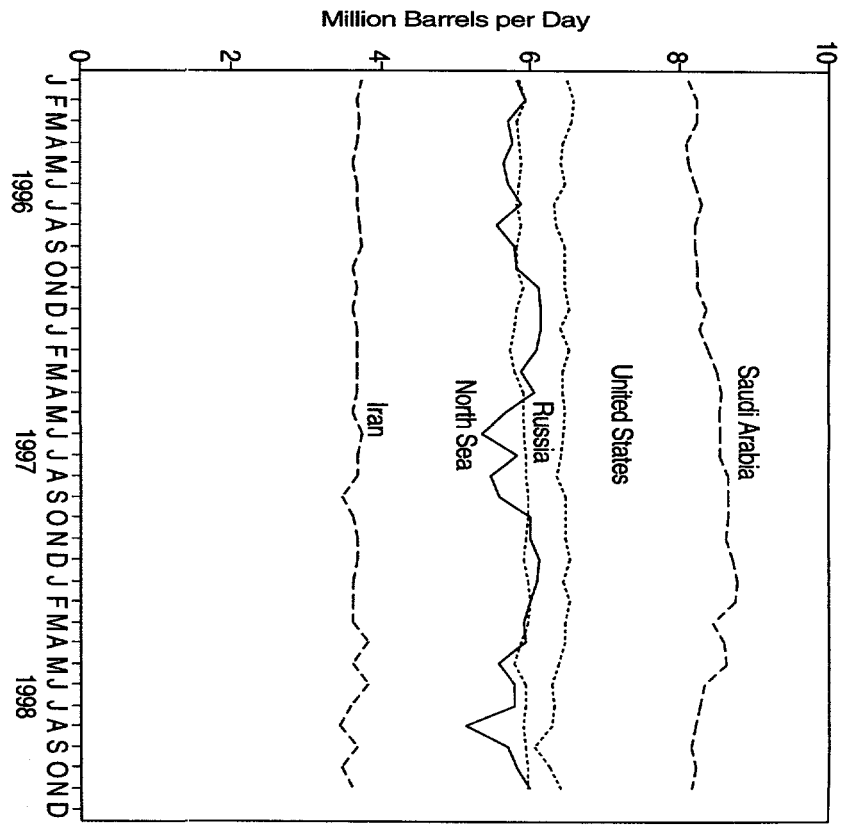 Million Barrels per Day
10
8
6
4
2
0
Saudi Arabia
United States
Russia
North Sea
Iran
J F M A M J J A S O N D J F M A M J J A S O N D J F M A M J J A S O N D
1996 1997 1998